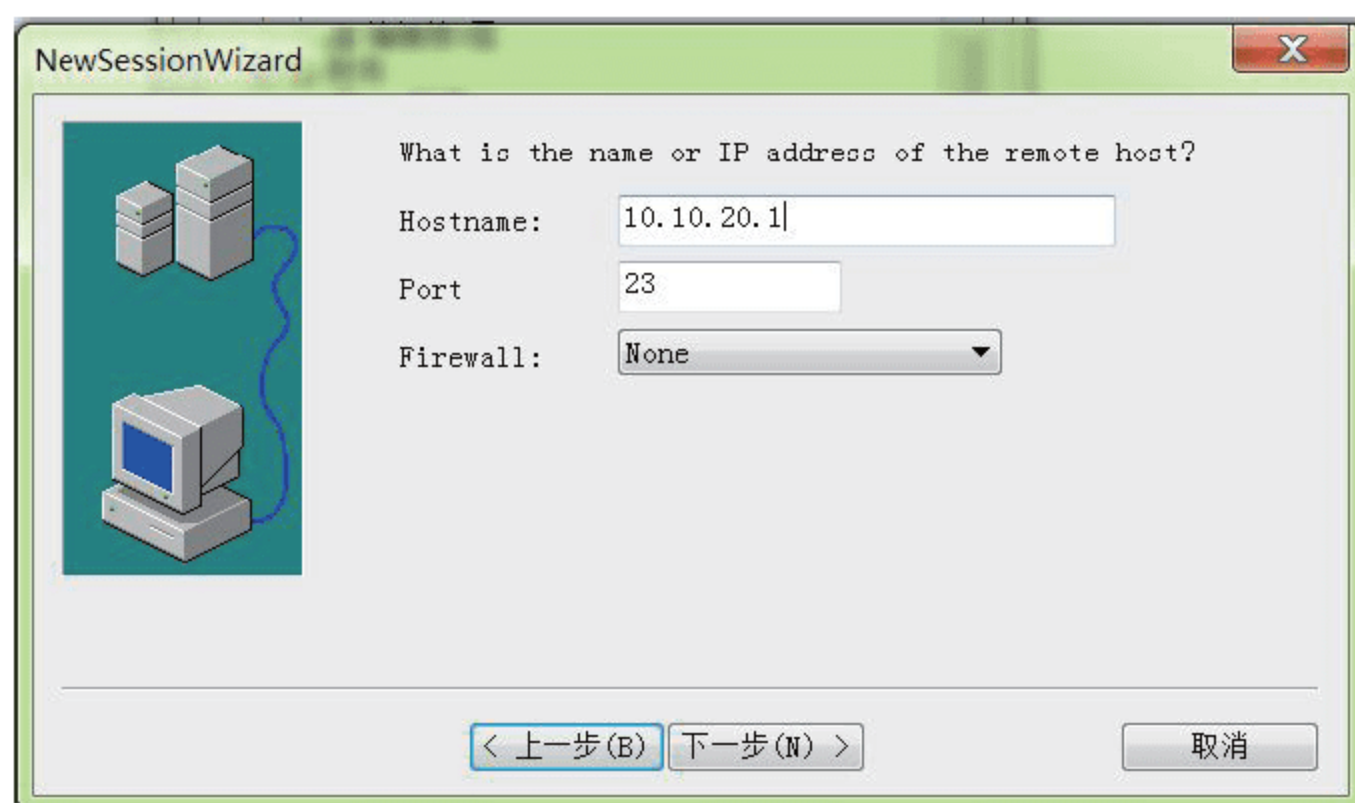 NewSessionWizard
What is the name or IP address of the remote host?
Hostname: 10.10.20.1
Port 23
Firewall: None
< 上一步(B) 下一步(N) > 取消